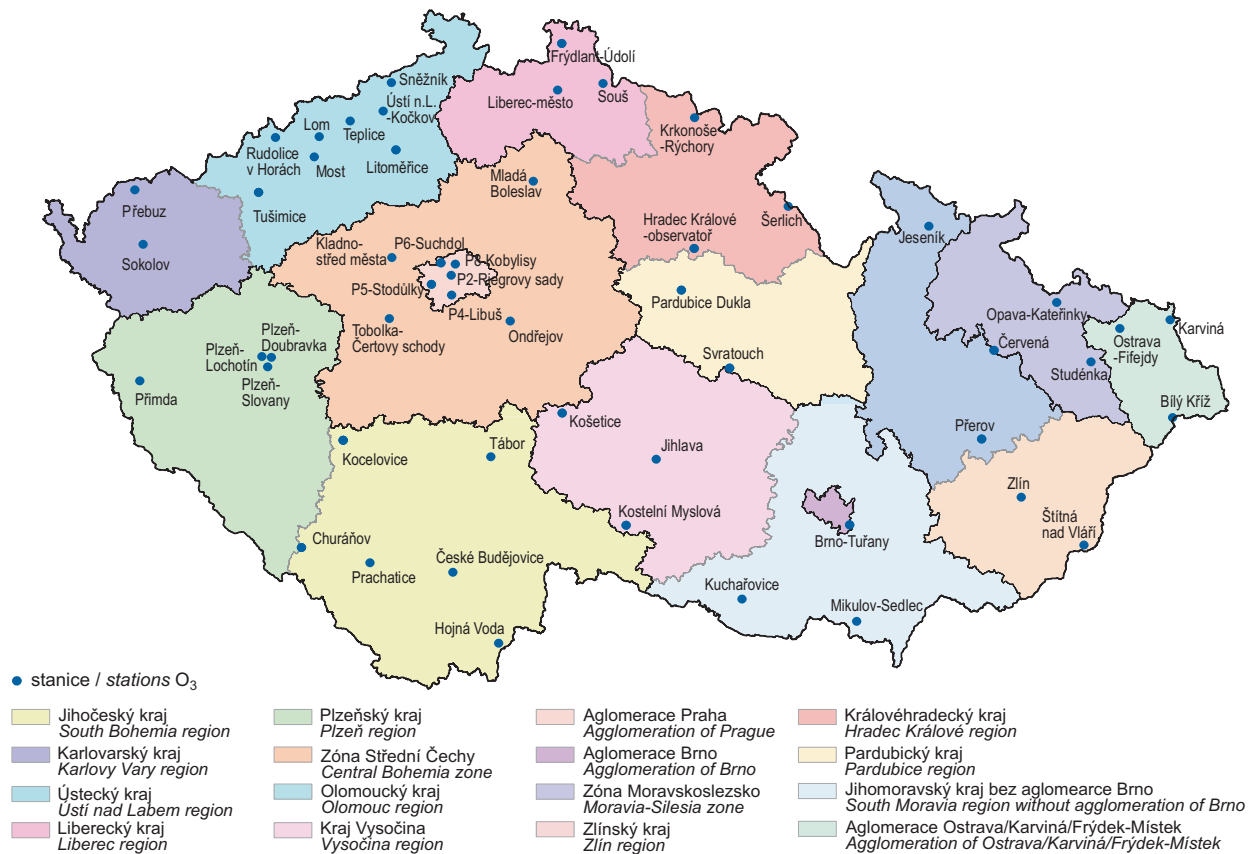 Frýdlant-Údolí
Sněžník
Souš
Liberec-město
Ústí n.L.
-Kočkov
Lom
Teplice
Krkonoše
-Rýchory
Rudolice
v Horách
Most
Litoměřice
Mladá
Boleslav
Přebuz
Tušimice
Šerlich
Hradec Králové
-observatoř
Jeseník
Sokolov
Kladno-
střed města
P6-Suchdol
P8-Kobylisy
P2-Riegrovy sady
P5-Stodůlky
P4-Libuš
Pardubice Dukla
Opava-Kateřinky
Karviná
Ostrava
-Fifejdy
Tobolka-
Čertovy schody
Ondřejov
Plzeň-
Doubravka
Plzeň-
Lochotín
Plzeň-
Slovany
Přimda
Svratouch
Červená
Studénka
Bílý Kříž
Košetice
Kocelovice
Tábor
Jihlava
Přerov
Zlín
Kostelní Myslová
Štítná
nad Vláří
Churáňov
Brno-Tuřany
Prachatice
České Budějovice
Kuchařovice
Mikulov-Sedlec
Hojná Voda
stanice / stations O3
Jihočeský kraj
South Bohemia region
Karlovarský kraj
Karlovy Vary region
Ústecký kraj
Ústí nad Labem region
Liberecký kraj
Liberec region
Plzeňský kraj
Plzeň region
Zóna Střední Čechy
Central Bohemia zone
Olomoucký kraj
Olomouc region
Kraj Vysočina
Vysočina region
Aglomerace Praha
Agglomeration of Prague
Aglomerace Brno
Agglomeration of Brno
Zóna Moravskoslezsko
Moravia-Silesia zone
Zlínský kraj
Zlín region
Královéhradecký kraj
Hradec Králové region
Pardubický kraj
Pardubice region
Jihomoravský kraj bez aglomearce Brno
South Moravia region without agglomeration of Brno
Aglomerace Ostrava/Karviná/Frýdek-Místek
Agglomeration of Ostrava/Karviná/Frýdek-Místek